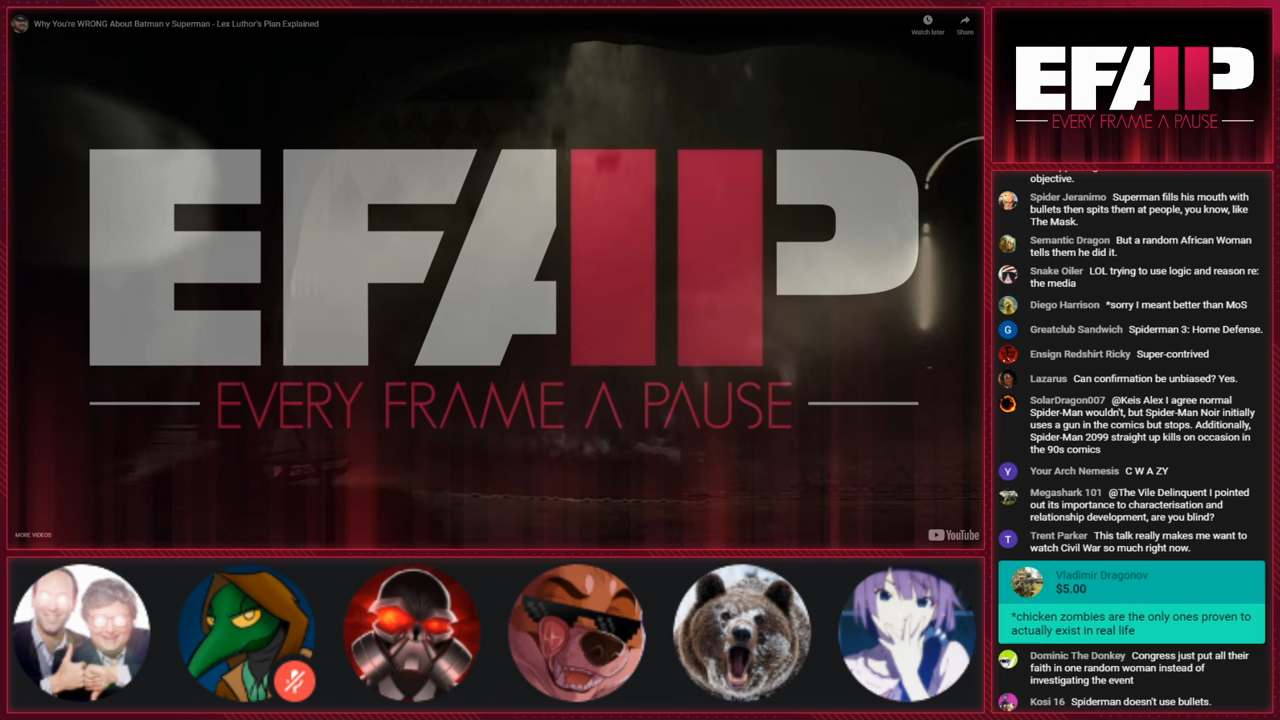 Why You're WRONG About Batman v Superman - Lex Luthor's Plan Explained
Watch later
Share
EFAP
EVERY FRAME A PAUSE
MORE VIDEOS
YouTube
EFAP
EVERY FRAME A PAUSE
objective.
Spider Jeranimo Superman fills his mouth with
bullets then spits them at people, you know, like
The Mask.
Semantic Dragon But a random African Woman
tells them he did it.
Snake Oiler LOL trying to use logic and reason re:
the media
Diego Harrison *sorry I meant better than MoS
G
Greatclub Sandwich Spiderman 3: Home Defense.
Ensign Redshirt Ricky Super-contrived
Lazarus Can confirmation be unbiased? Yes.
SolarDragon007 @Keis Alex I agree normal
Spider-Man wouldn't, but Spider-Man Noir initially
uses a gun in the comics but stops. Additionally,
Spider-Man 2099 straight up kills on occasion in
the 90s comics
Y
Your Arch Nemesis C W A ZY
Megashark 101 @The Vile Delinquent I pointed
out its importance to characterisation and
relationship development, are you blind?
T
Trent Parker This talk really makes me want to
watch Civil War so much right now.
Vladimir Dragonov
$5.00
*chicken zombies are the only ones proven to
actually exist in real life
Dominic The Donkey Congress just put all their
faith in one random woman instead of
investigating the event
Kosi 16 Spiderman doesn't use bullets.